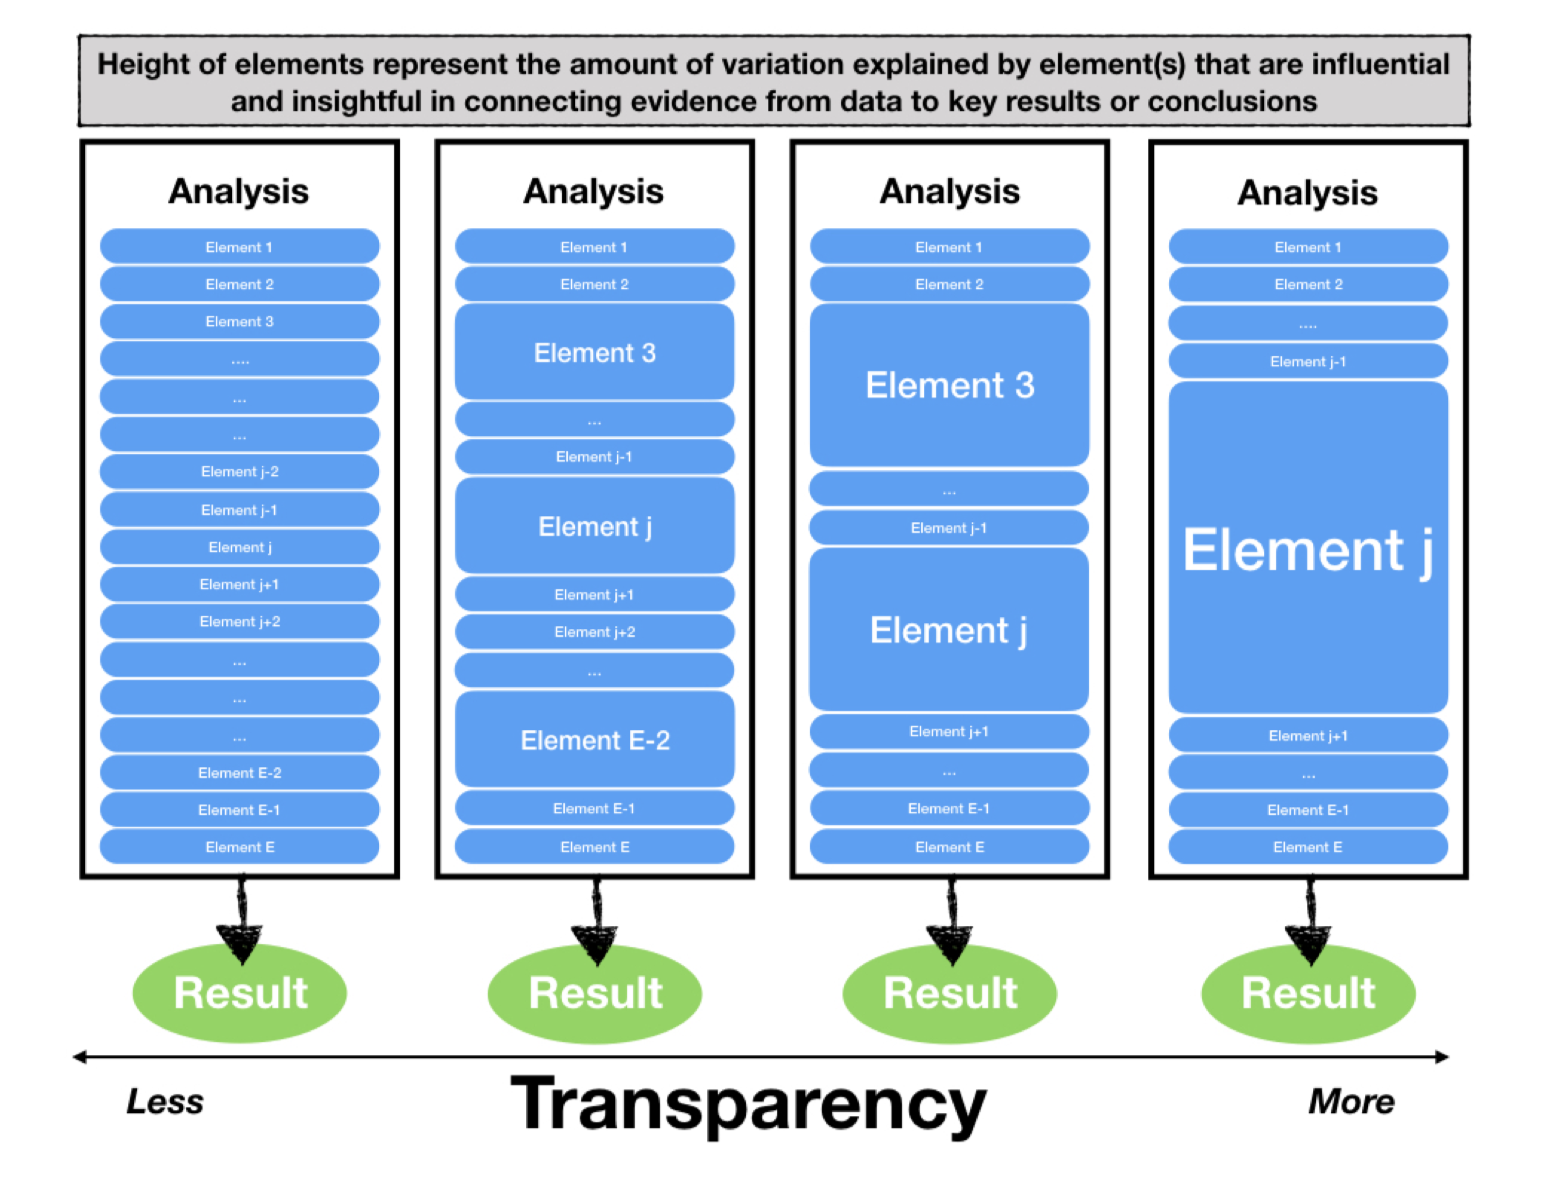 Height of elements represent the amount of variation explained by element(s) that are influential
and insightful in connecting evidence from data to key results or conclusions
Analysis
Element 1
Element 2
Element 3
....
...
...
Element j-2
Element j-1
Element j
Element j+1
Element j+2
...
...
...
Element E-2
Element E-1
Element E
Result
Analysis
Element 1
Element 2
Element 3
...
Element j-1
Element j
Element j+1
Element j+2
...
Element E-2
Element E-1
Element E
Result
Analysis
Element 1
Element 2
Element 3
...
Element j-1
Element j
Element j+1
...
Element E-1
Element E
Result
Analysis
Element 1
Element 2
....
Element j-1
Element j
Element j+1
...
Element E-1
Element E
Result
Less
Transparency
More